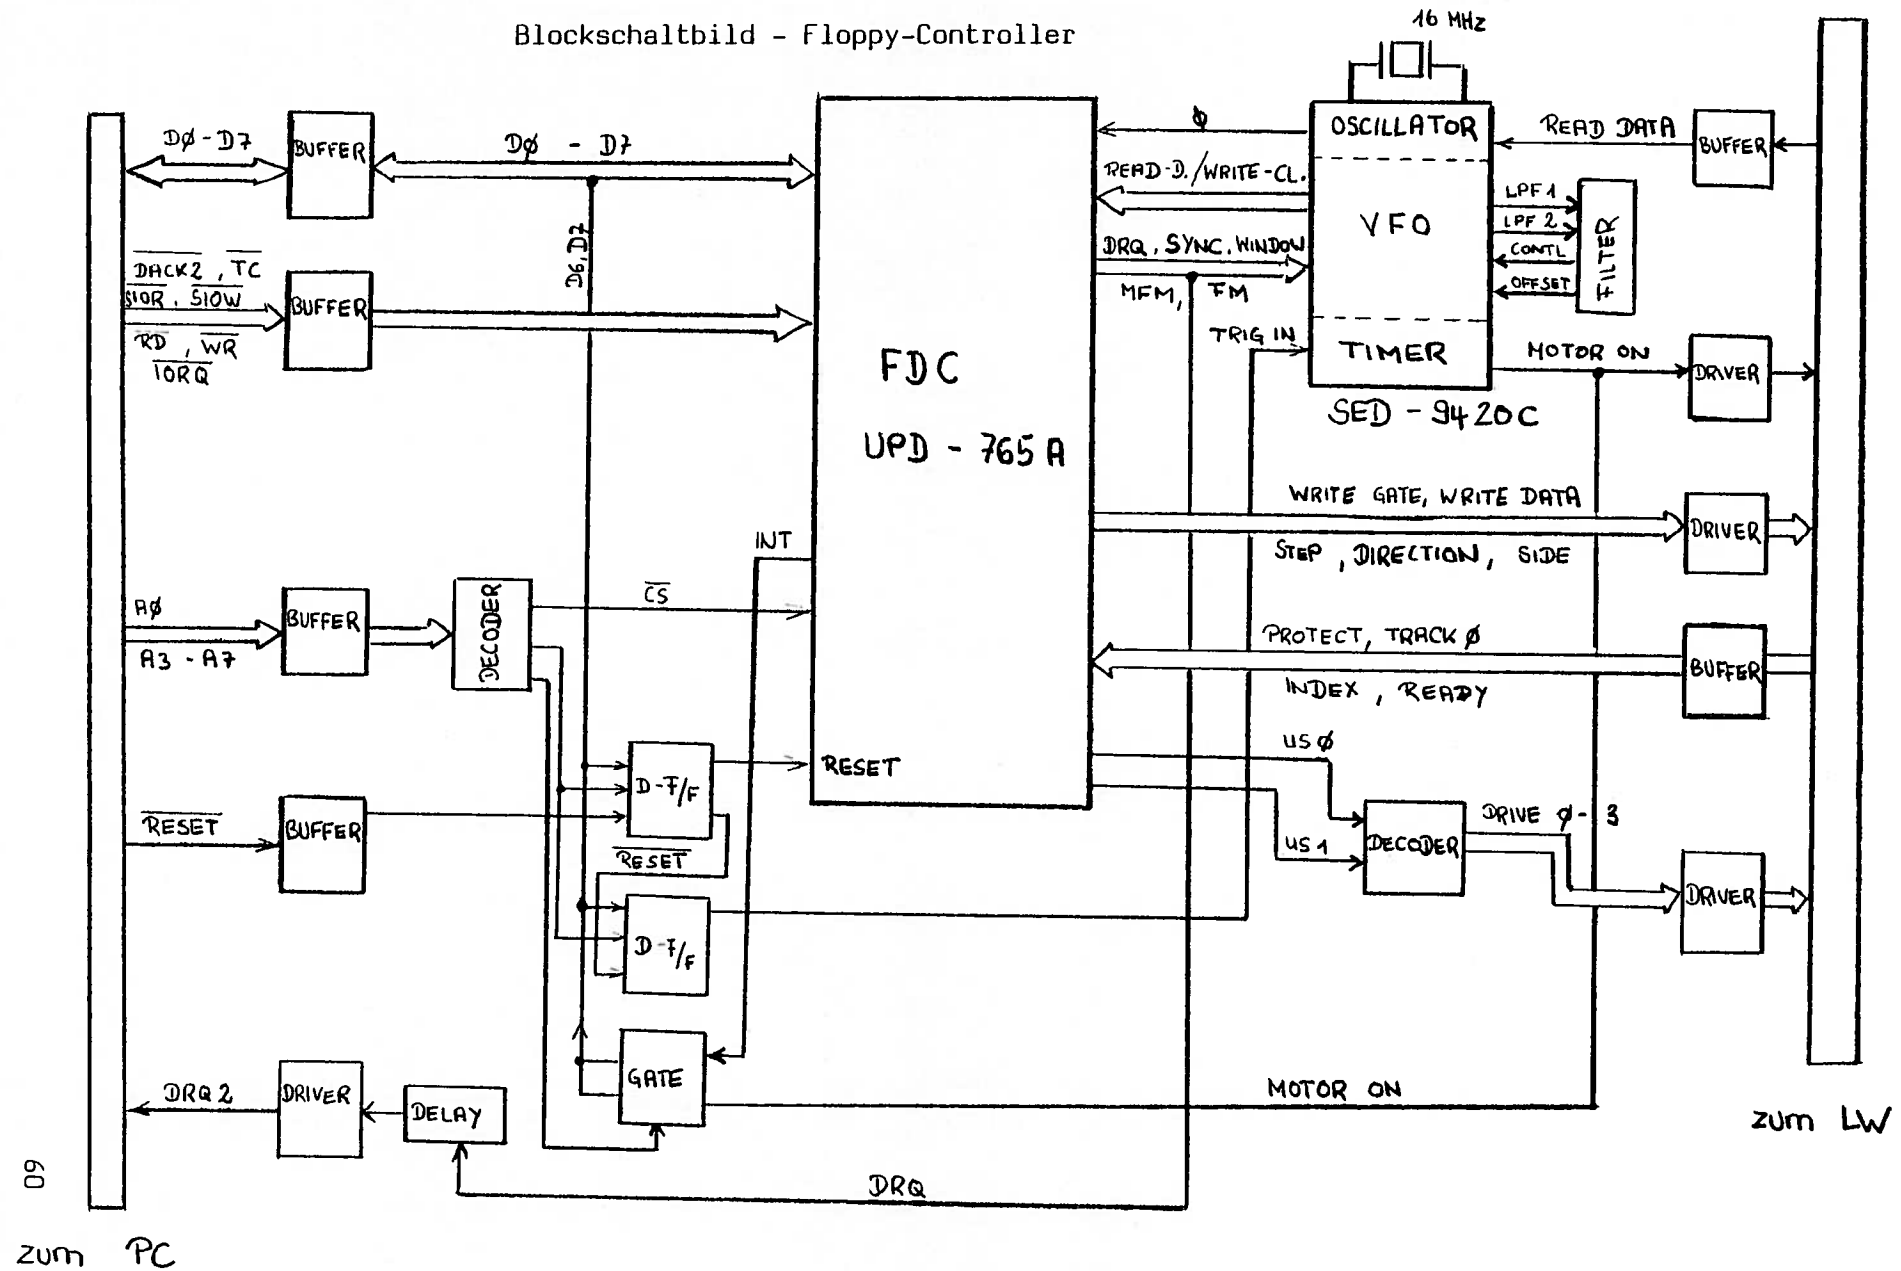 Blockschaltbild - Floppy-Controller
16 MHz
DØ-D7
BUFFER
DØ - D7
D6,D7
DACK2, TC
SIOR, SIOW
RD, WR
IORQ
BUFFER
FDC
UPD - 765A
Φ
READ-D./WRITE-CL.
DRQ, SYNC, WINDOW
MFM, FM
TRIG IN
OSCILLATOR
VFO
TIMER
SED - 9420C
READ DATA
BUFFER
LPF 1
LPF 2
CONTL
OFFSET
FILTER
MOTOR ON
DRIVER
WRITE GATE, WRITE DATA
STEP, DIRECTION, SIDE
DRIVER
PROTECT, TRACK Ø
INDEX, READY
BUFFER
INT
AØ
A3 - A7
BUFFER
DECODER
CS
RESET
D-F/F
RESET
BUFFER
RESET
D-F/F
US Ø
US 1
DECODER
DRIVE Ø - 3
DRIVER
GATE
MOTOR ON
DRQ 2
DRIVER
DELAY
DRQ
zum LW
60
zum PC